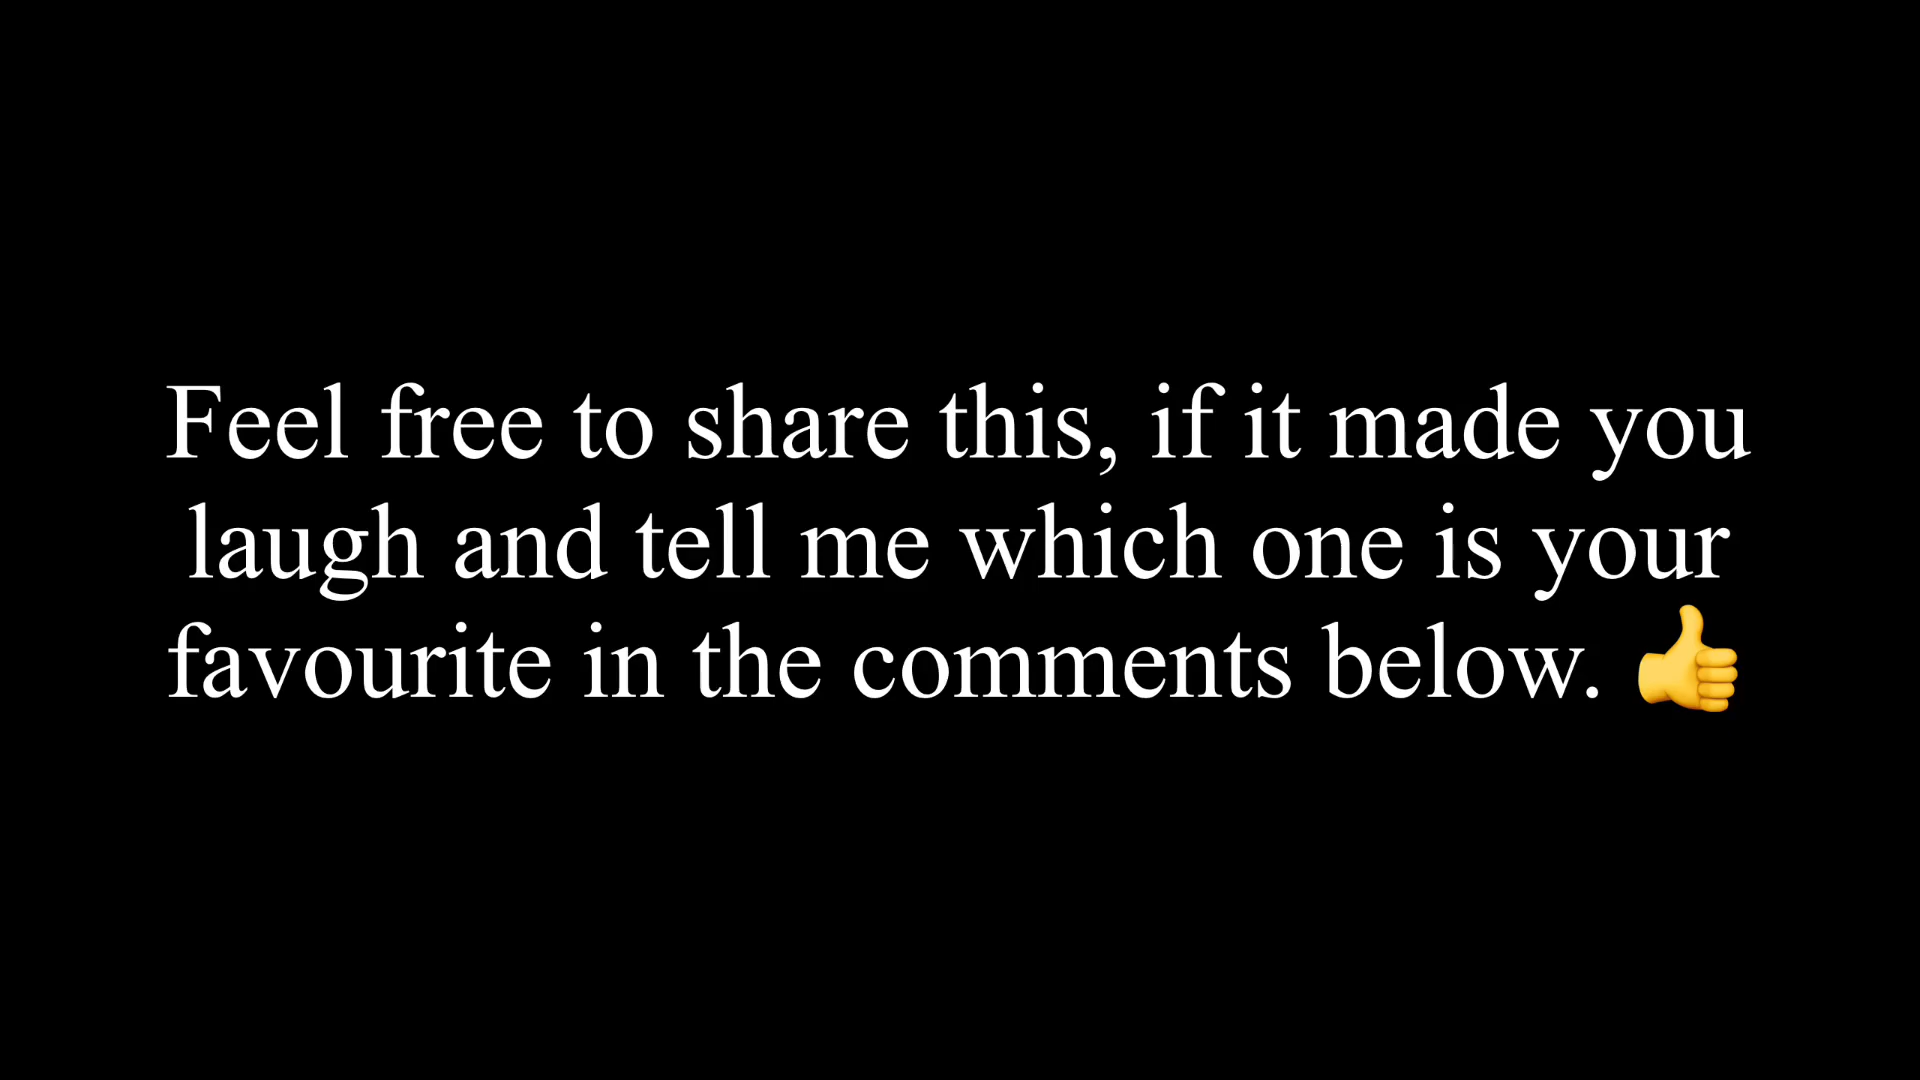 Feel free to share this, if it made you
laugh and tell me which one is your
favourite in the comments below. 👍